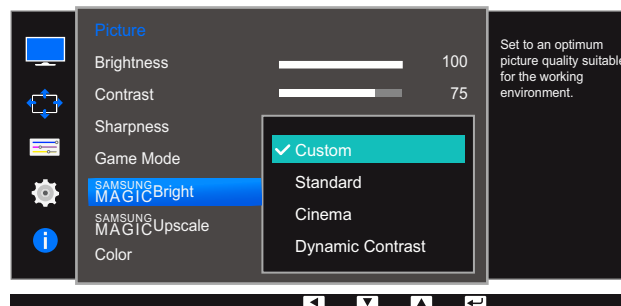 Picture
Brightness 100
Contrast 75
Sharpness
Game Mode
SAMSUNG
MAGICBright
SAMSUNG
MAGICUpscale
Color
Custom
Standard
Cinema
Dynamic Contrast
Set to an optimum
picture quality suitable
for the working
environment.